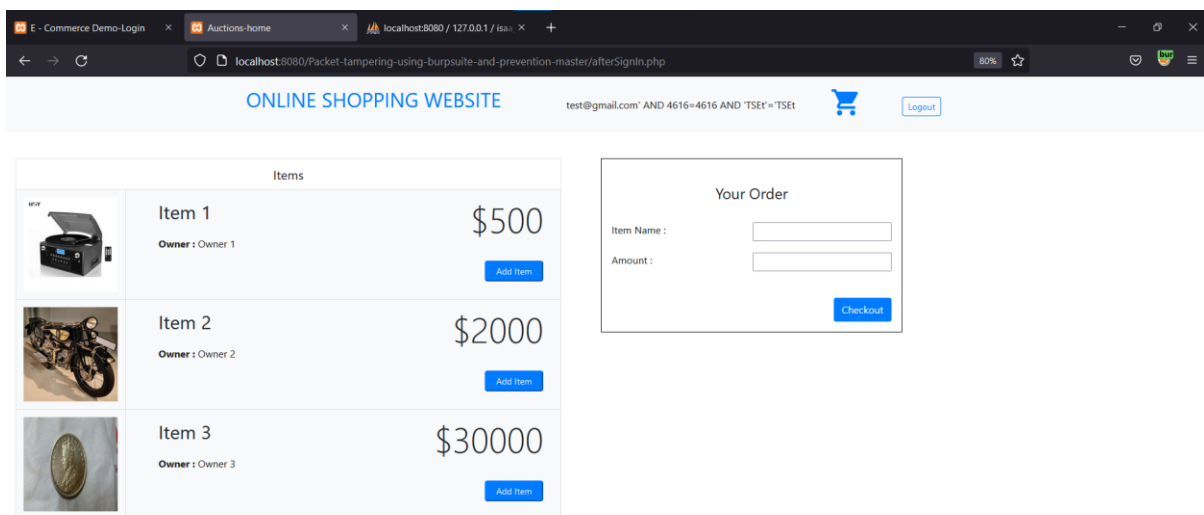 E - Commerce Demo-Login
Auctions-home
localhost:8080 / 127.0.0.1 / isaa
localhost:8080/Packet-tampering-using-burpsuite-and-prevention-master/afterSignIn.php
80%
bur
ONLINE SHOPPING WEBSITE
test@gmail.com' AND 4616=4616 AND 'TSEt'='TSEt
Logout
Items
Item 1
$500
Owner : Owner 1
Add Item
Item 2
$2000
Owner : Owner 2
Add Item
Item 3
$30000
Owner : Owner 3
Add Item
Your Order
Item Name :
Amount :
Checkout